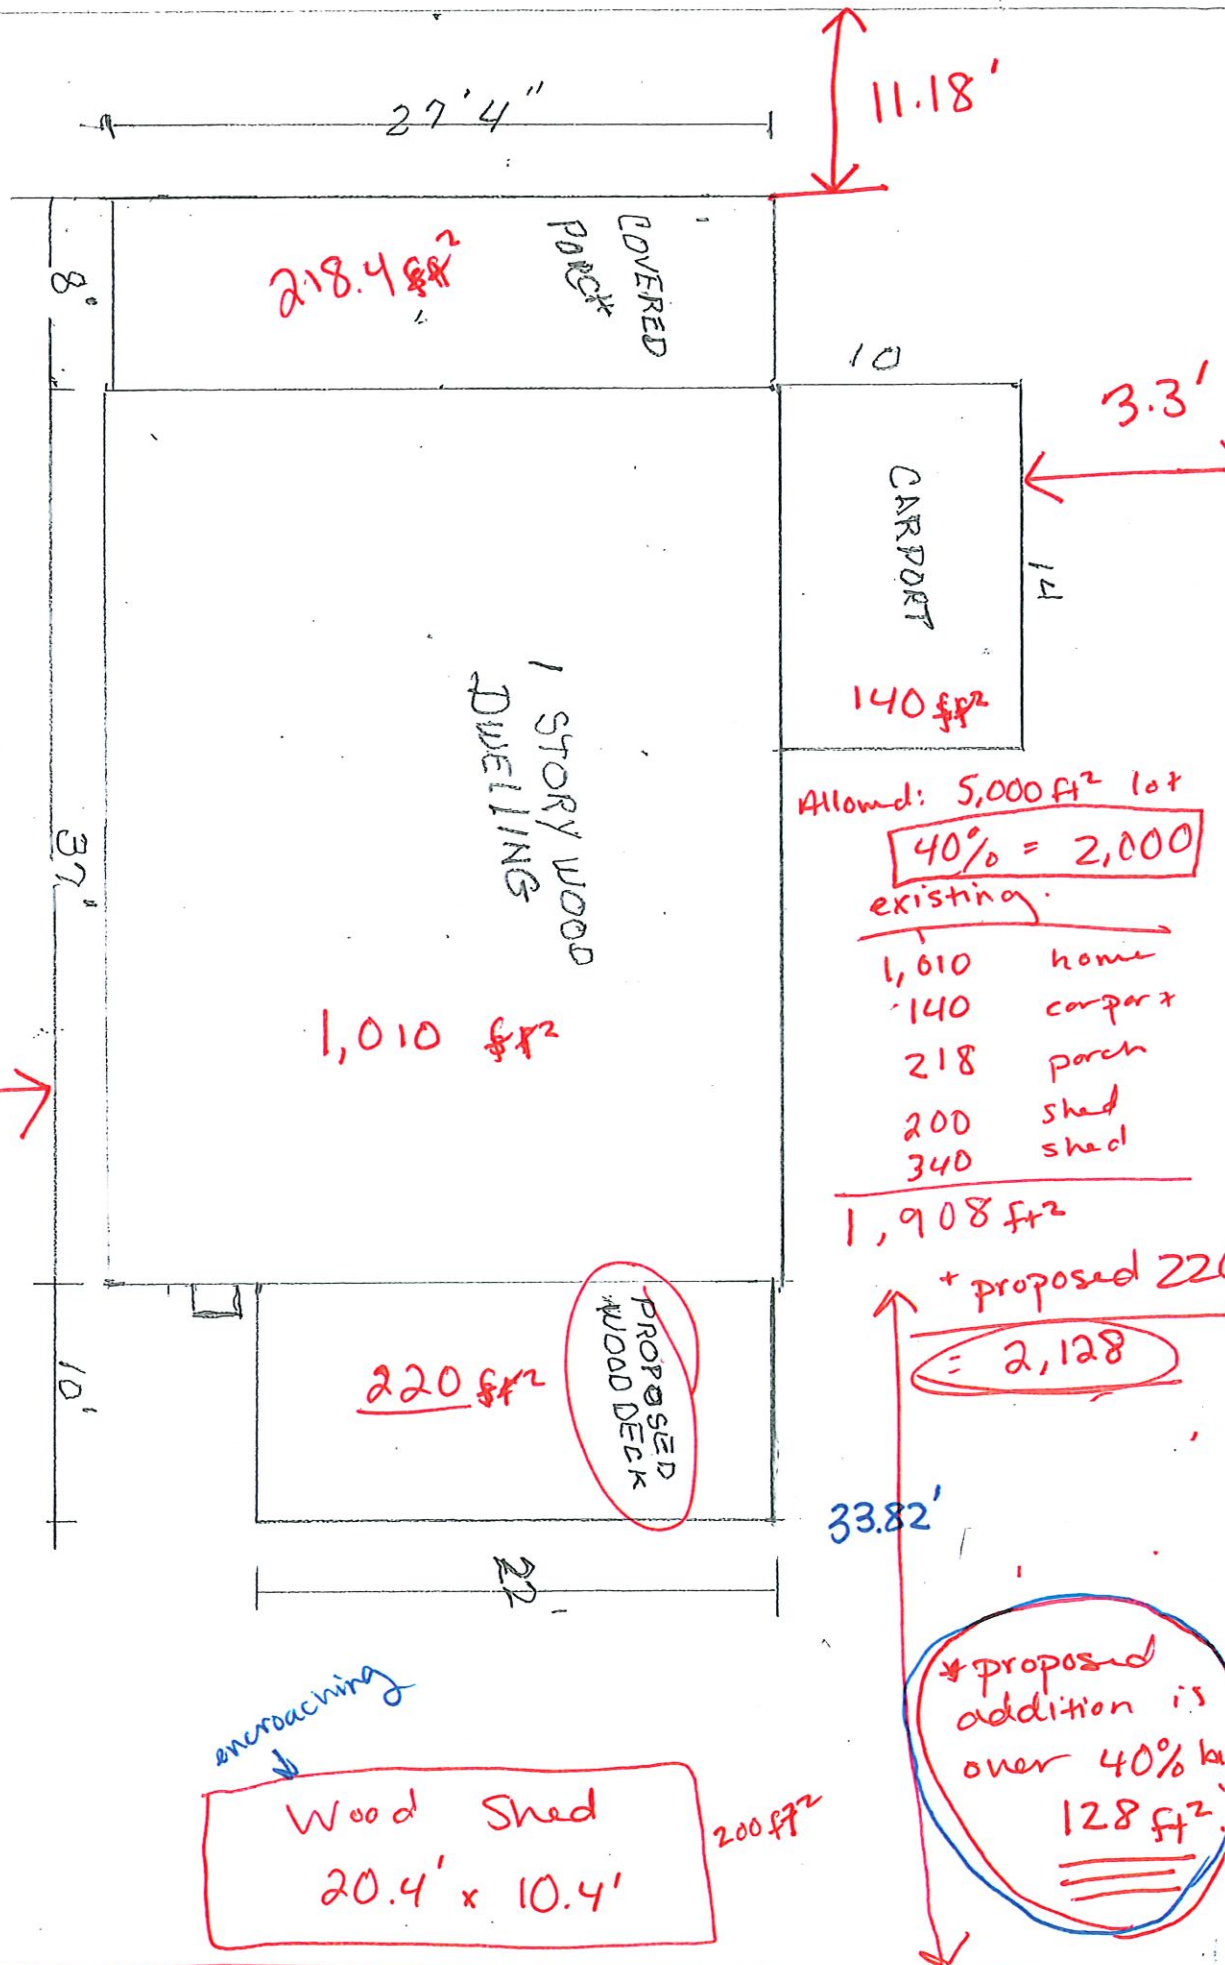 11.18'
27'4"
8'
218.4 ft²
COVERED
PORCH
10
3.3'
CARPORT
14
140 ft²
1 STORY WOOD
DWELLING
37'
1,010 ft²
Allowed: 5,000 ft² lot
40% = 2,000
existing.
1,010 home
140 carport
218 porch
200 shed
340 shed
1,908 ft²
+ proposed 220
= 2,128
10'
220 ft²
PROPOSED
WOOD DECK
22'
33.82'
encroaching
Wood Shed
20.4' x 10.4'
200 ft²
* proposed
addition is
over 40%
128 ft²